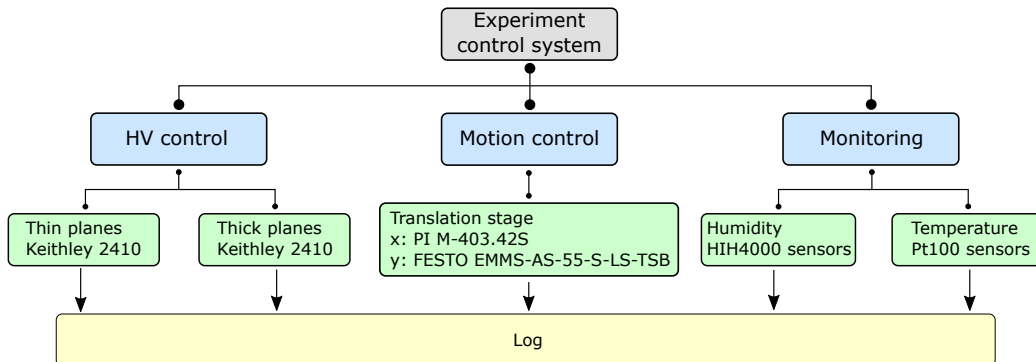 Experiment
control system
HV control
Motion control
Monitoring
Thin planes
Keithley 2410
Thick planes
Keithley 2410
Translation stage
x: PI M-403.42S
y: FESTO EMMS-AS-55-S-LS-TSB
Humidity
HIH4000 sensors
Temperature
Pt100 sensors
Log